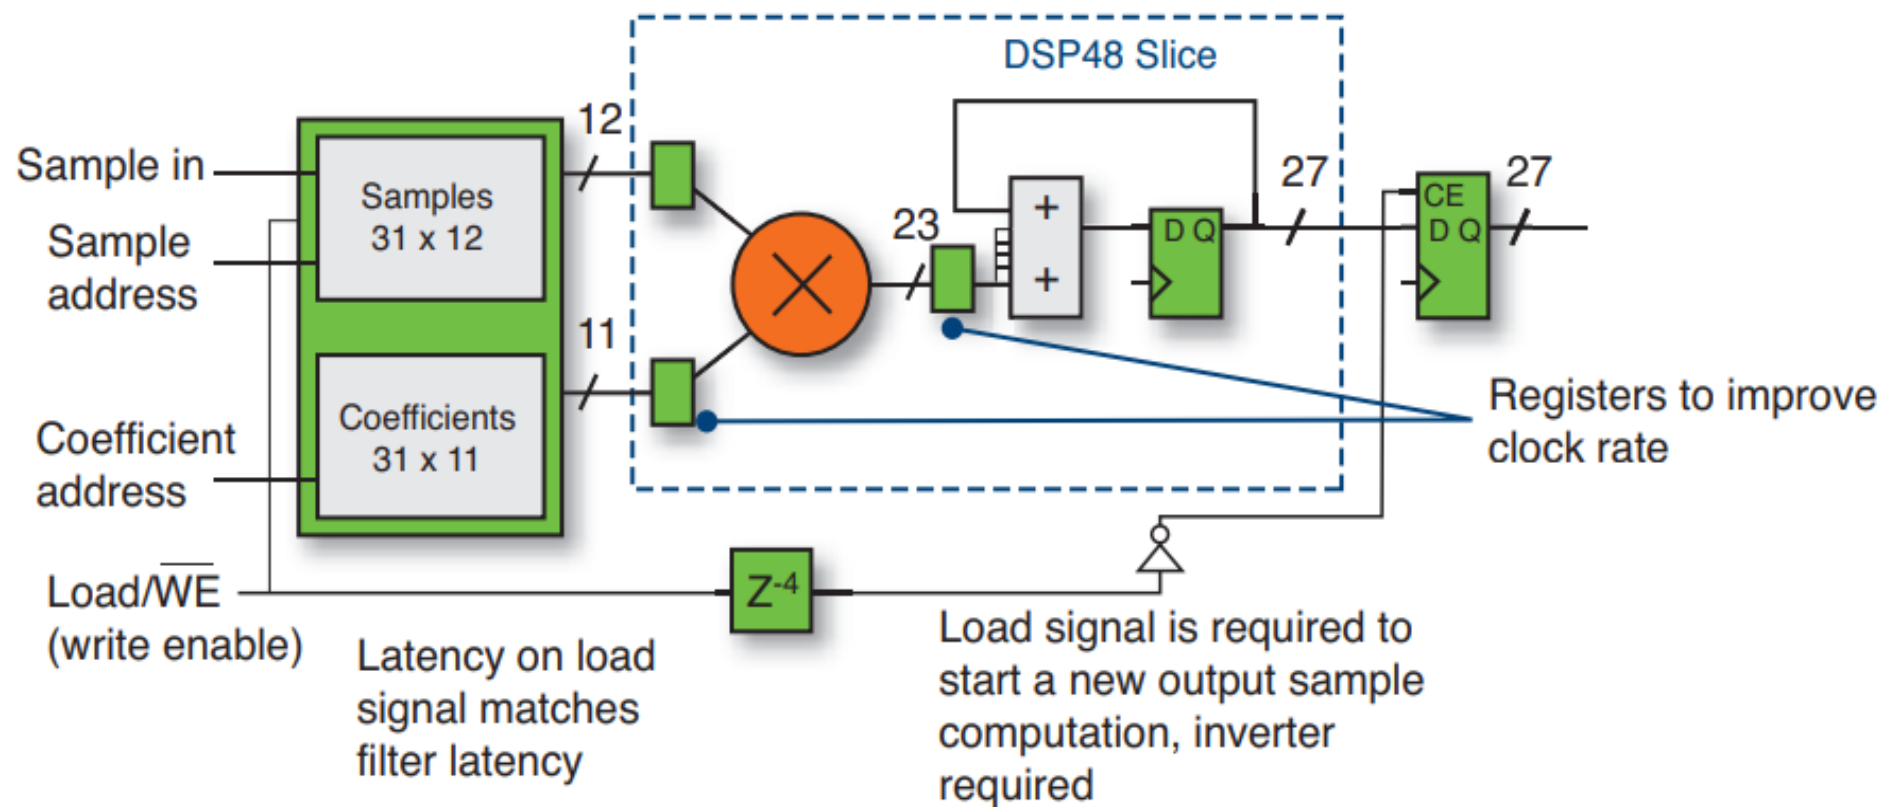 DSP48 Slice
Sample in
Sample
address
Coefficient
address
Load/W̅E̅
(write enable)
Samples
31 x 12
Coefficients
31 x 11
12
11
23
+
+
D Q
27
CE
D Q
27
Registers to improve
clock rate
Z⁻⁴
Latency on load
signal matches
filter latency
Load signal is required to
start a new output sample
computation, inverter
required